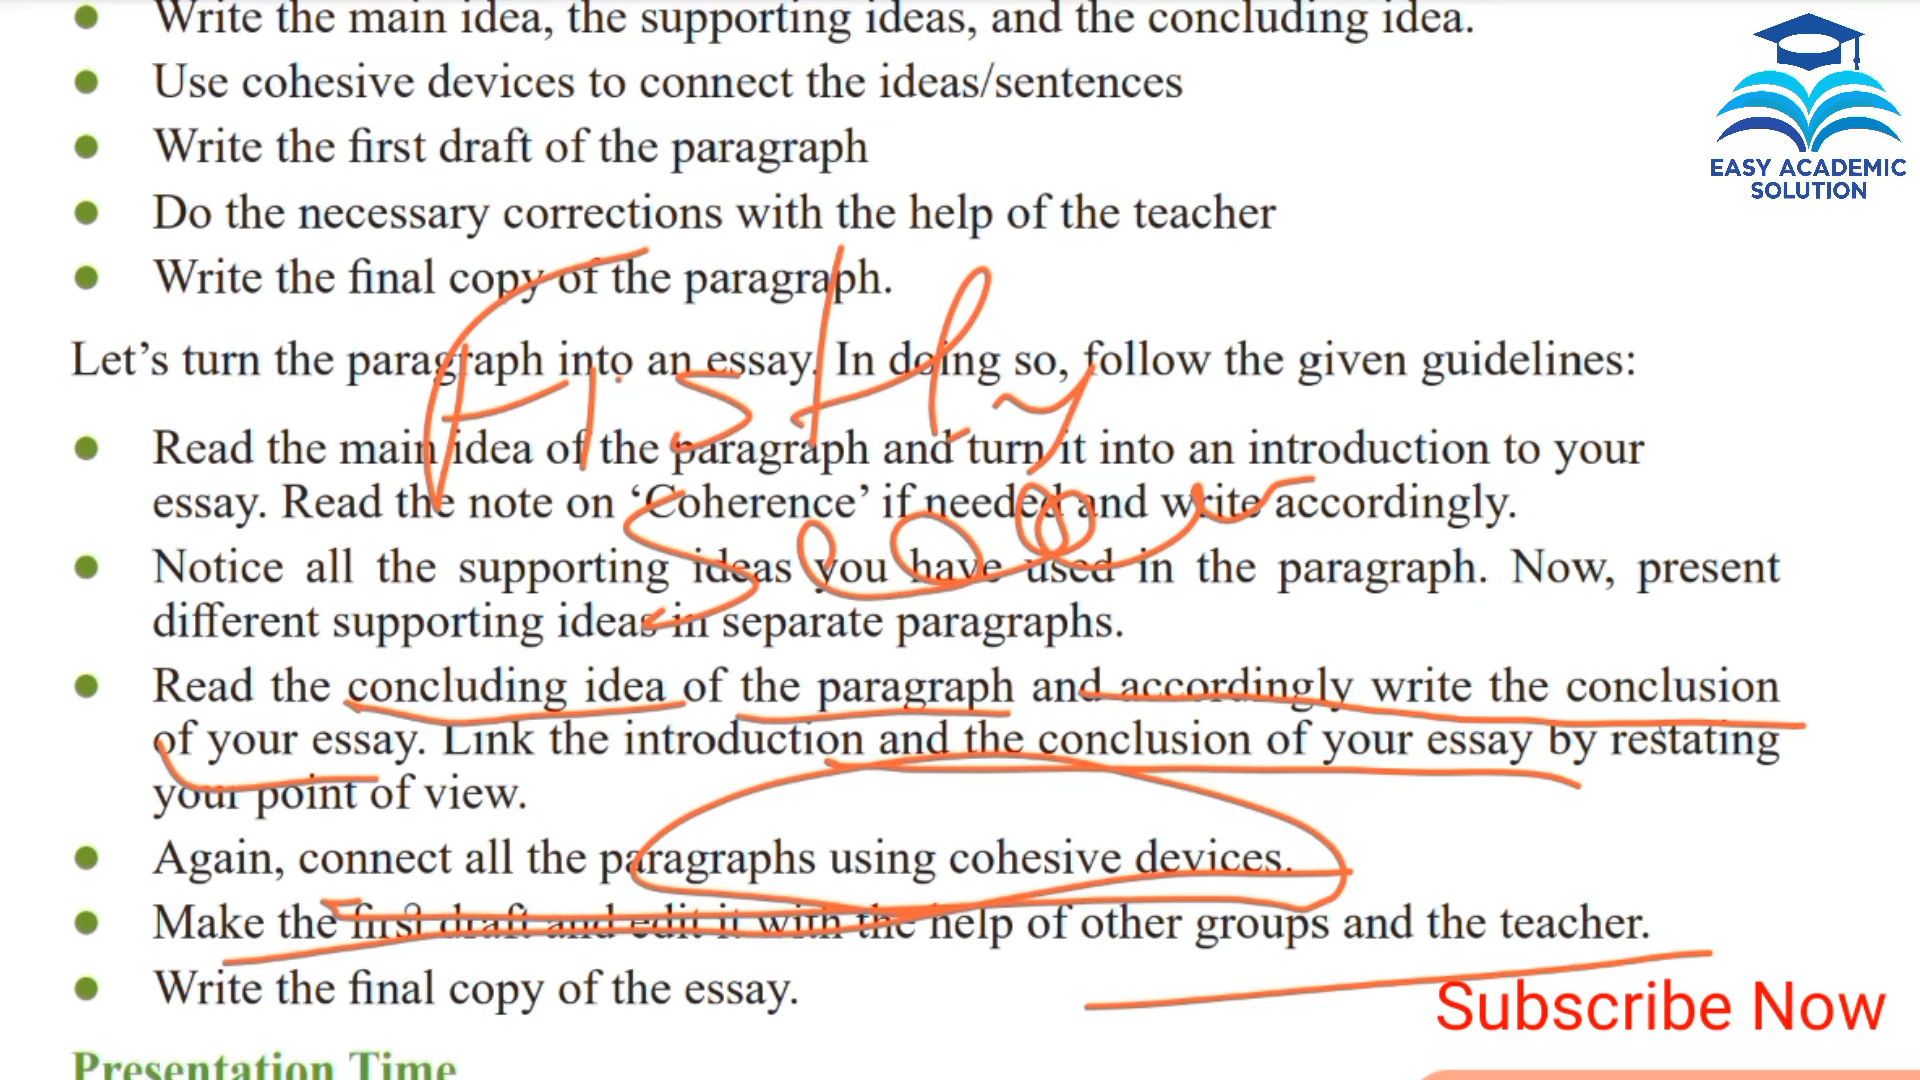 Write the main idea, the supporting ideas, and the concluding idea.
Use cohesive devices to connect the ideas/sentences
Write the first draft of the paragraph
Do the necessary corrections with the help of the teacher
Write the final copy of the paragraph.
EASY ACADEMIC
SOLUTION
Let's turn the paragraph into an essay. In doing so, follow the given guidelines:
Fistly
Read the main idea of the paragraph and turn it into an introduction to your
essay. Read the note on ‘Coherence’ if needed and write accordingly.
Notice all the supporting ideas you have used in the paragraph. Now, present
different supporting ideas in separate paragraphs.
Read the concluding idea of the paragraph and accordingly write the conclusion
of your essay. Link the introduction and the conclusion of your essay by restating
your point of view.
Again, connect all the paragraphs using cohesive devices.
Make the first draft and edit it with the help of other groups and the teacher.
Write the final copy of the essay.
Subscribe Now
Presentation Time